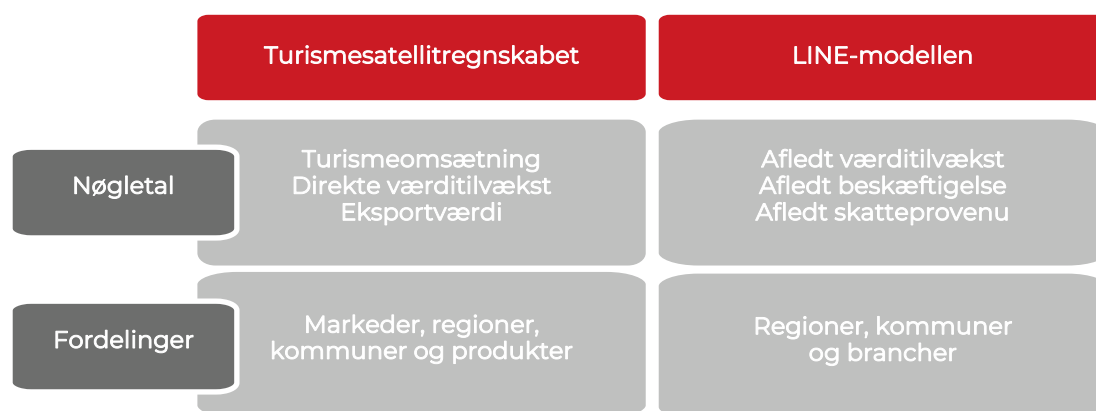 Turismesatellitregnskabet
LINE-modellen
Nøgletal
Turismeomsætning
Direkte værditilvækst
Eksportværdi
Afledt værditilvækst
Afledt beskæftigelse
Afledt skatteprovenu
Fordelinger
Markeder, regioner,
kommuner og produkter
Regioner, kommuner
og brancher